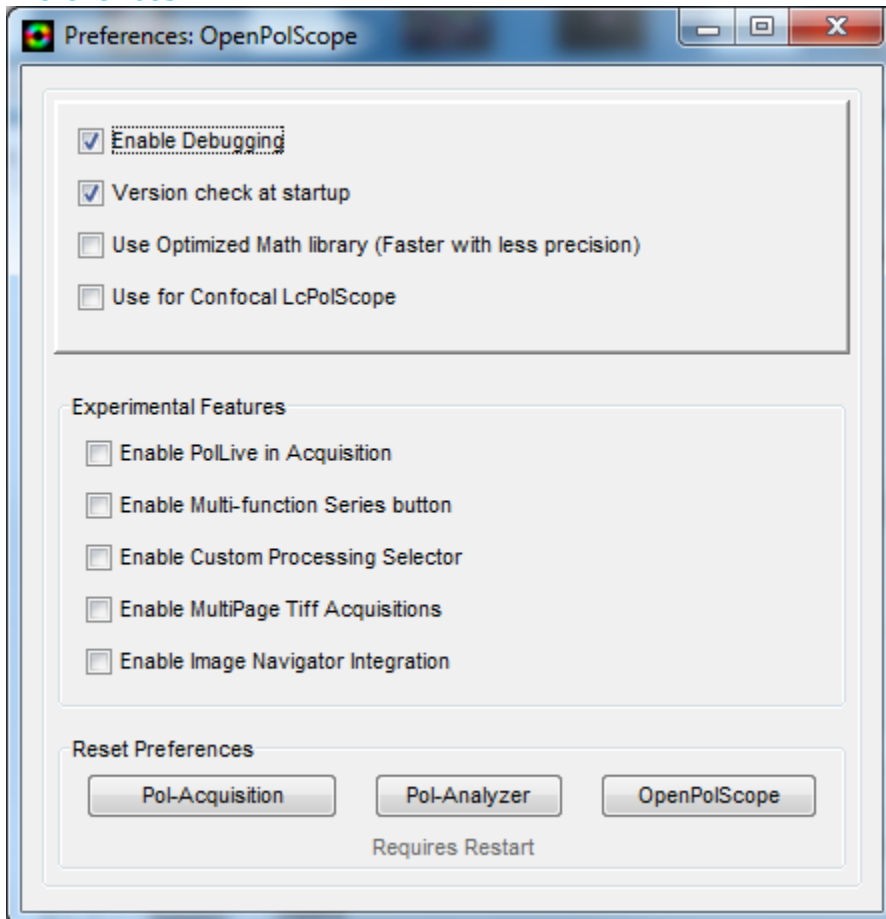 Preferences: OpenPolScope
Enable Debugging
Version check at startup
Use Optimized Math library (Faster with less precision)
Use for Confocal LcPolScope
Experimental Features
Enable PolLive in Acquisition
Enable Multi-function Series button
Enable Custom Processing Selector
Enable MultiPage Tiff Acquisitions
Enable Image Navigator Integration
Reset Preferences
Pol-Acquisition
Pol-Analyzer
OpenPolScope
Requires Restart